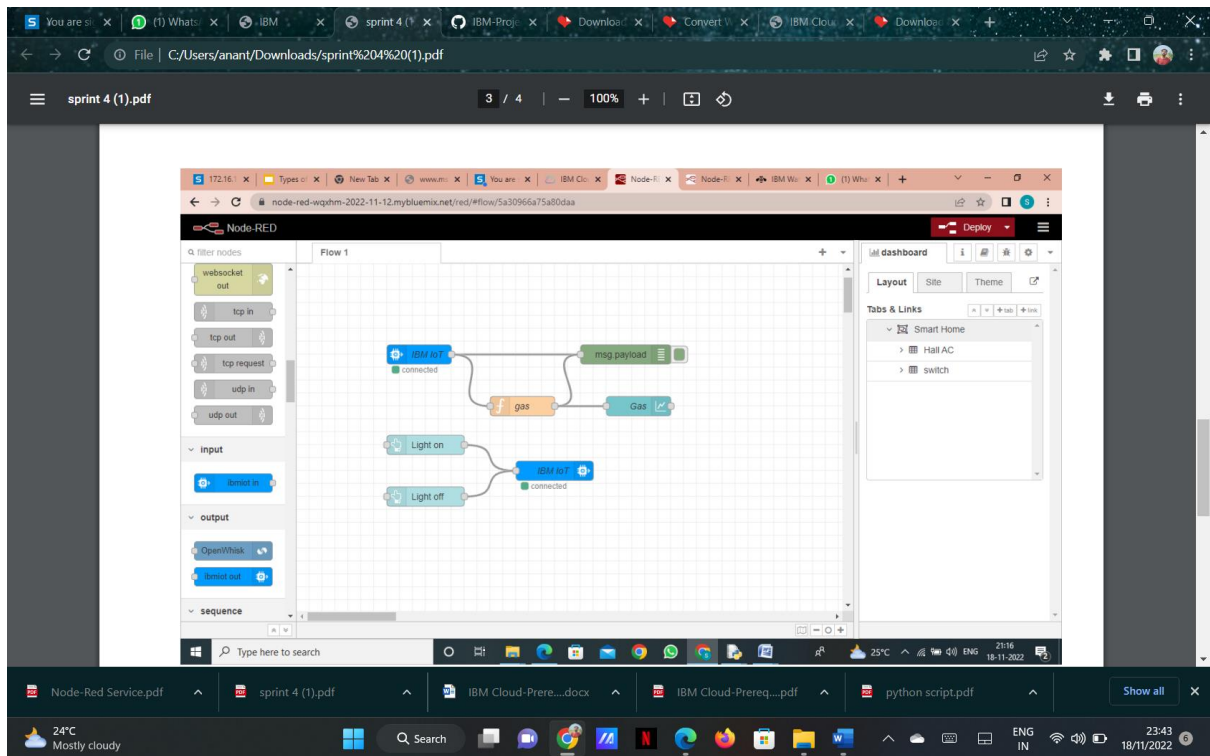 You are si
(1) Whats
IBM
sprint 4 (1
IBM-Proje
Download
Convert W
IBM Clou
Download
File | C:/Users/anant/Downloads/sprint%204%20(1).pdf
sprint 4 (1).pdf
3 / 4
100%
172.16.1
Types of
New Tab
www.ms
You are
IBM Clo
Node-R
Node-R
IBM Wa
(1) Wha
node-red-wqxhm-2022-11-12.mybluemix.net/red/#flow/5a30966a75a80daa
Node-RED
Deploy
filter nodes
Flow 1
dashboard
websocket
out
tcp in
tcp out
tcp request
udp in
udp out
input
ibmiot in
output
OpenWhisk
ibmiot out
sequence
IBM IoT
connected
msg.payload
gas
Gas
Light on
IBM IoT
connected
Light off
Layout
Site
Theme
Tabs & Links
+ tab
+ link
Smart Home
Hall AC
switch
Type here to search
25°C
ENG
21:16
18-11-2022
Node-Red Service.pdf
sprint 4 (1).pdf
IBM Cloud-Prere....docx
IBM Cloud-Prereq....pdf
python script.pdf
Show all
24°C
Mostly cloudy
Search
ENG
IN
23:43
18/11/2022
6